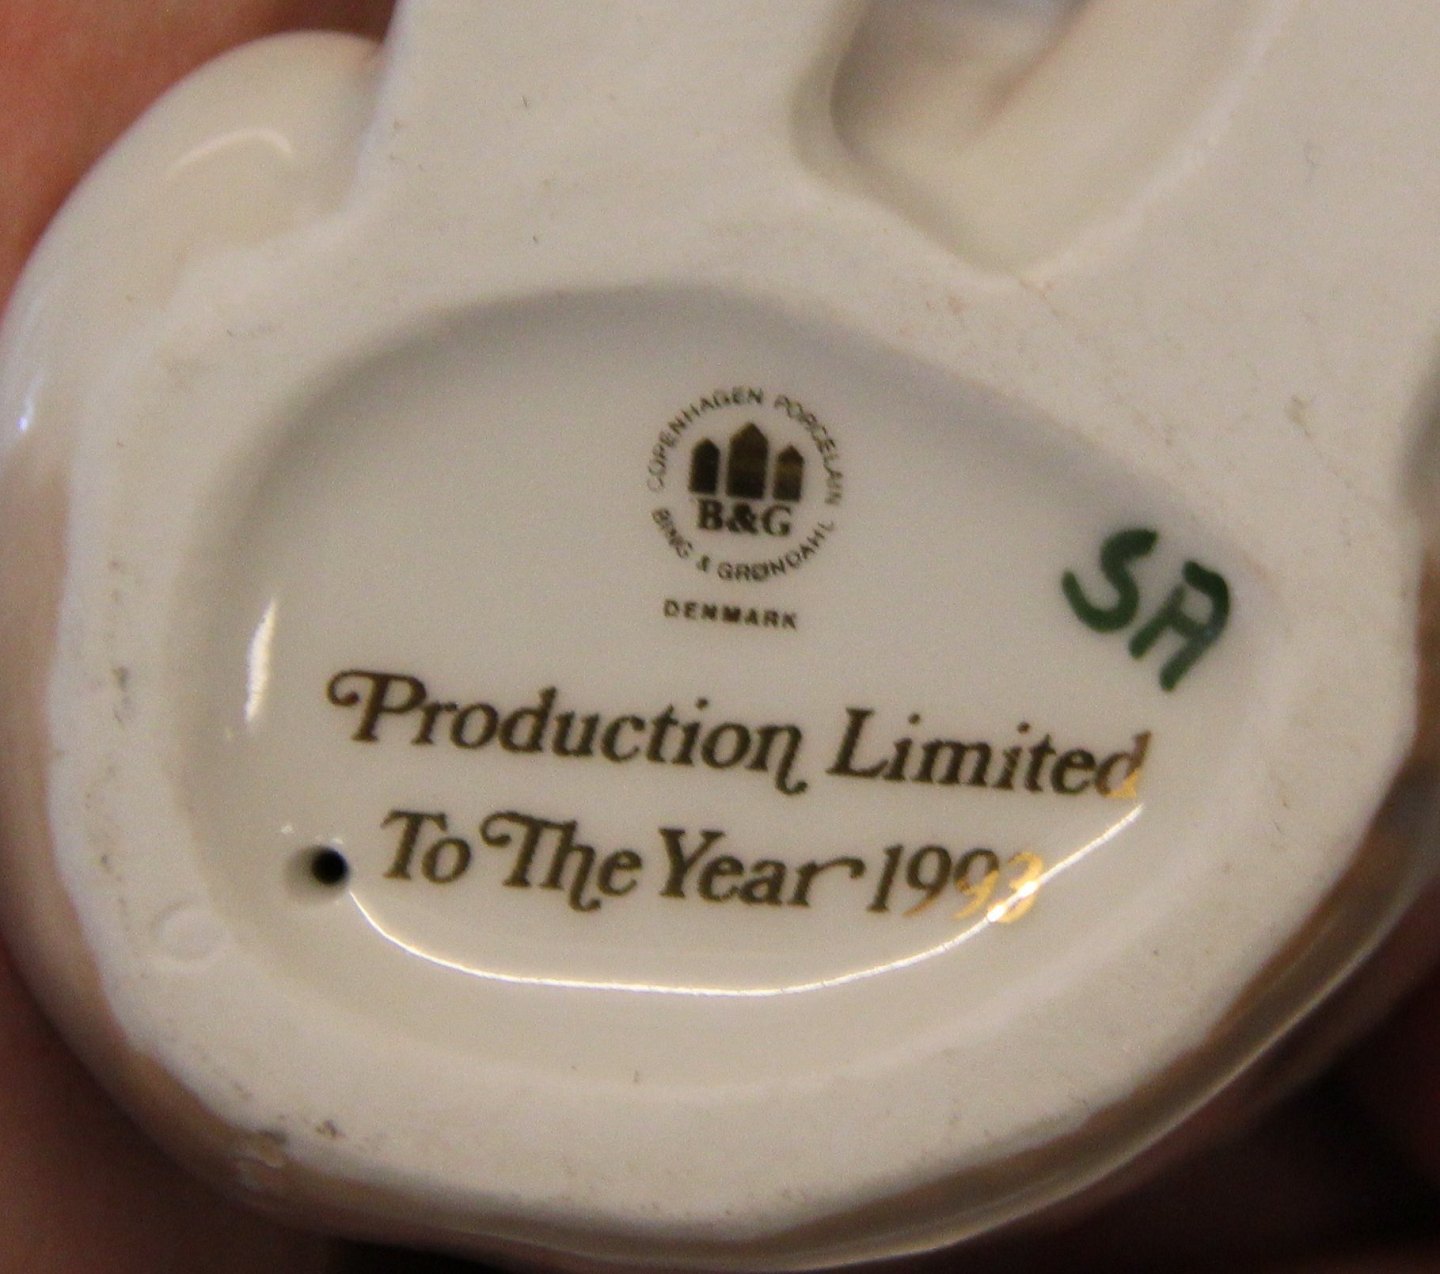 COPENHAGEN PORCELAIN
B&G
BING & GRØNDAHL
DENMARK
SA
Production Limited
To The Year 1993